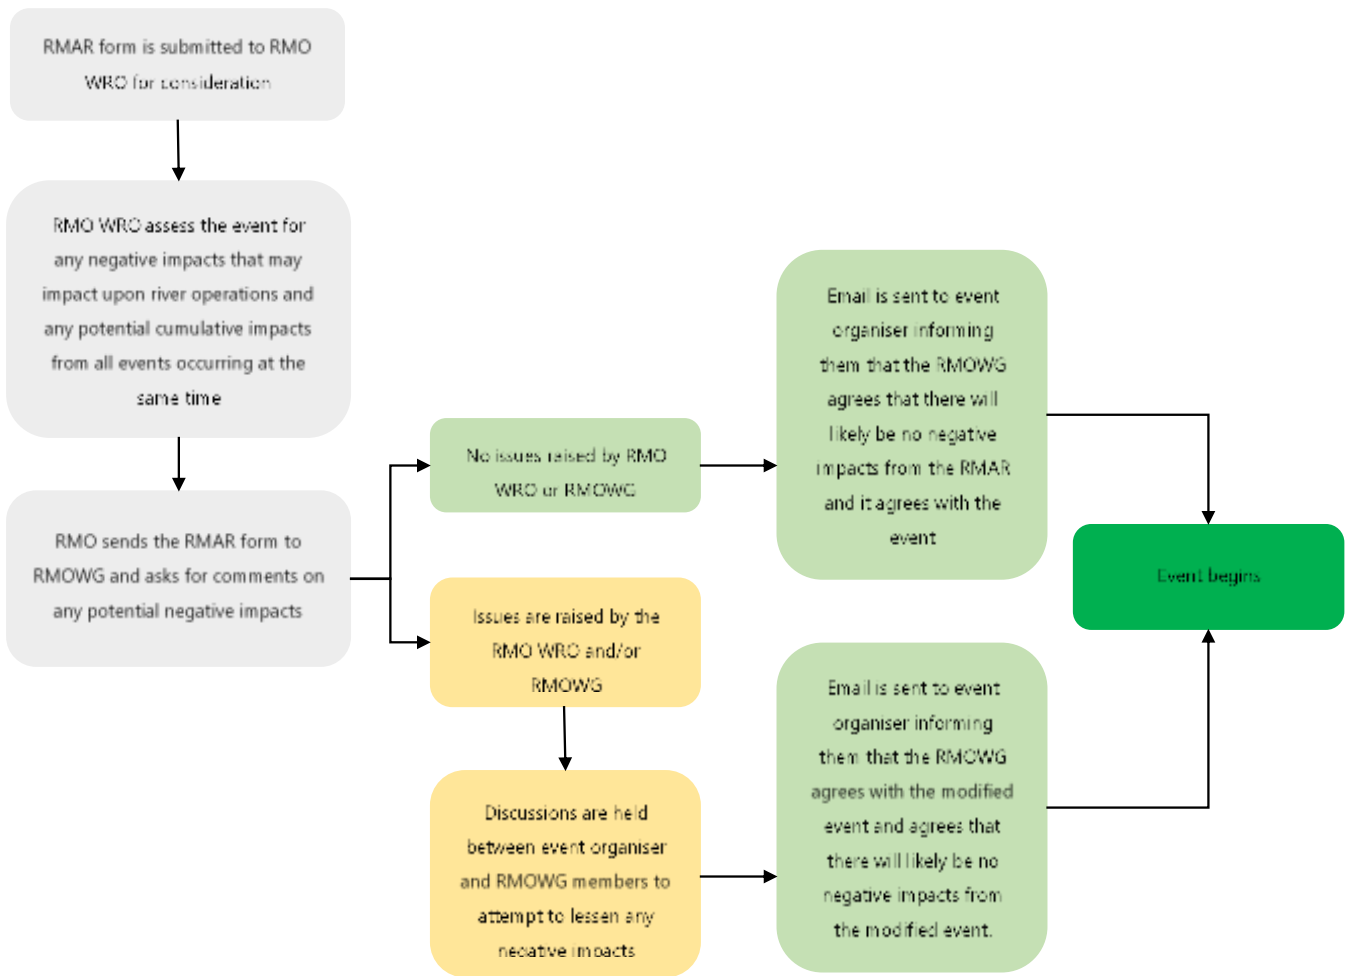 RMAR form is submitted to RMO
WRO for consideration
RMO WRO assess the event for
any negative impacts that may
impact upon river operations and
any potential cumulative impacts
from all events occurring at the
same time
RMO sends the RMAR form to
RMOWG and asks for comments on
any potential negative impacts
No issues raised by RMO
WRO or RMOWG
Issues are raised by the
RMO WRO and/or
RMOWG
Discussions are held
between event organiser
and RMOWG members to
attempt to lessen any
negative impacts
Email is sent to event
organiser informing
them that the RMOWG
agrees that there will
likely be no negative
impacts from the RMAR
and it agrees with the
event
Email is sent to event
organiser informing
them that the RMOWG
agrees with the modified
event and agrees that
there will likely be no
negative impacts from
the modified event.
Event begins